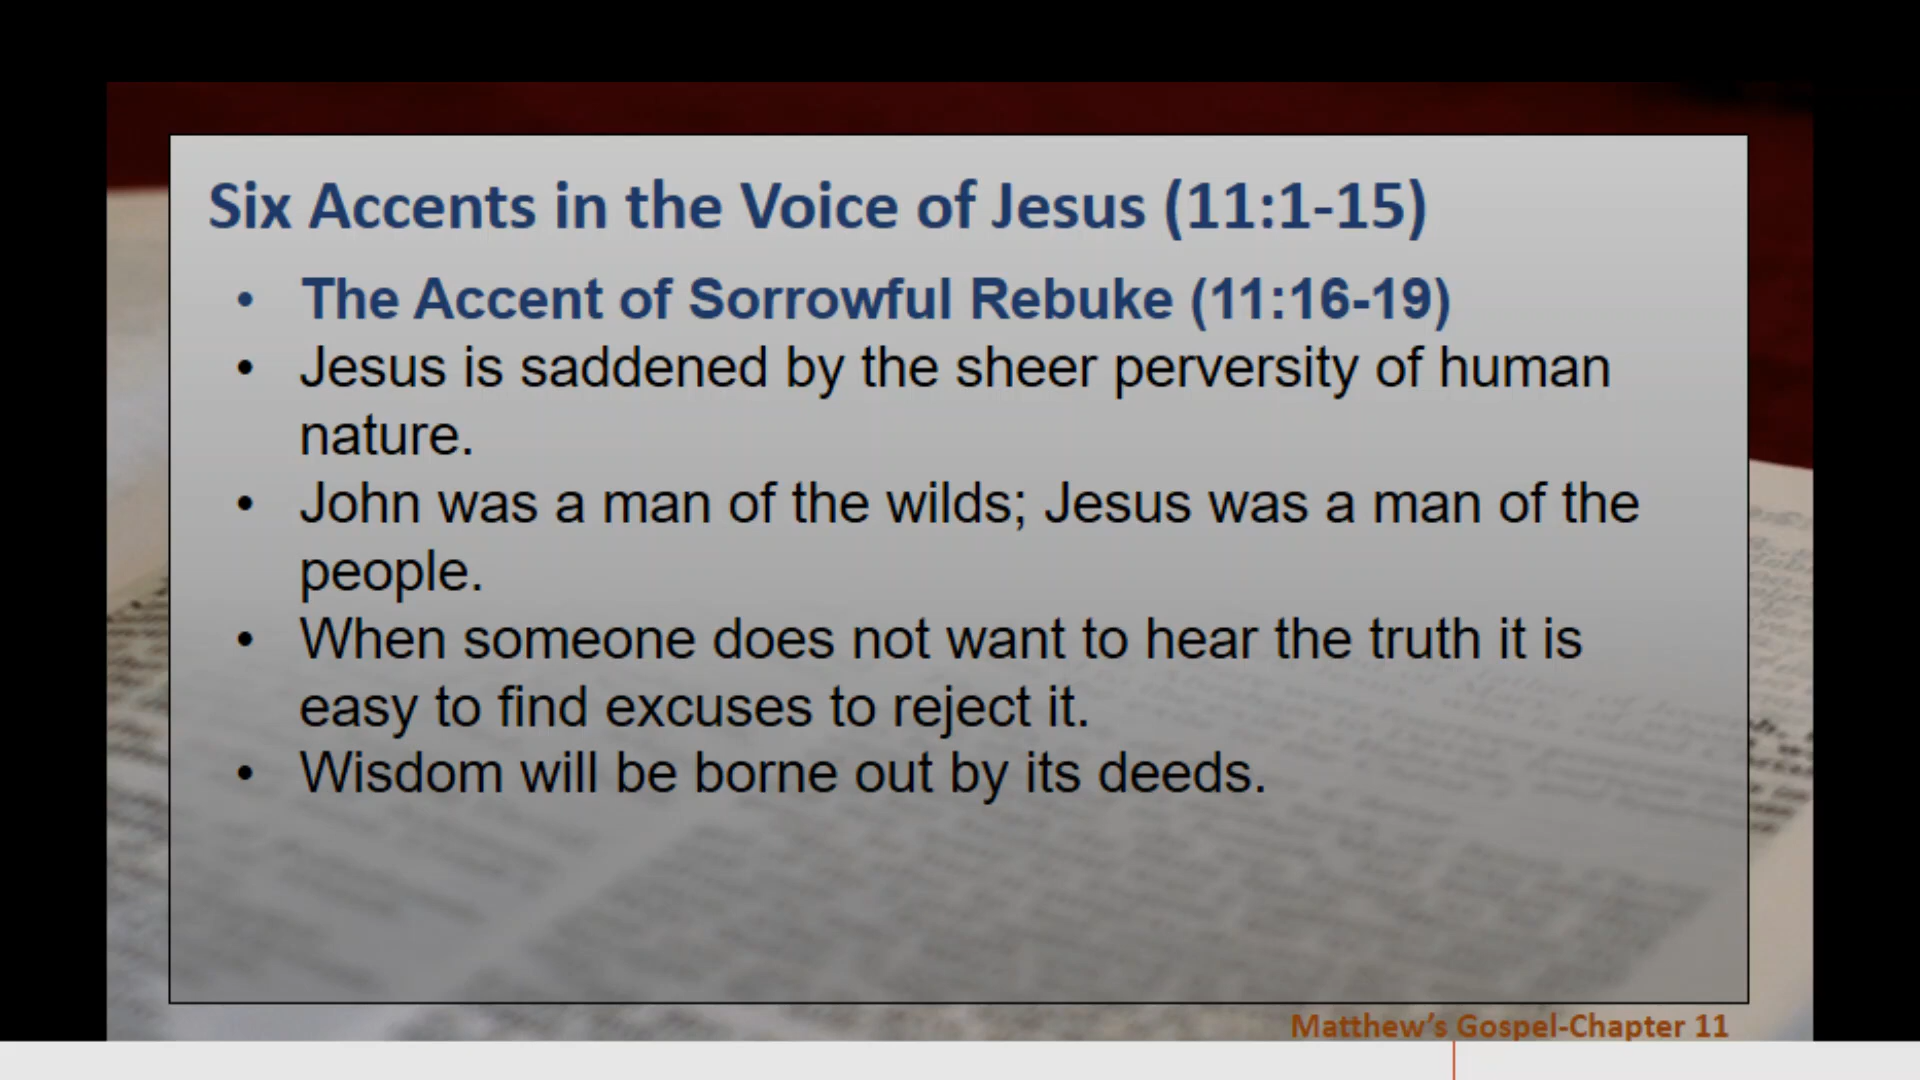 Six Accents in the Voice of Jesus (11:1-15)
• The Accent of Sorrowful Rebuke (11:16-19)
• Jesus is saddened by the sheer perversity of human
nature.
• John was a man of the wilds; Jesus was a man of the
people.
• When someone does not want to hear the truth it is
easy to find excuses to reject it.
• Wisdom will be borne out by its deeds.
Matthew's Gospel-Chapter 11